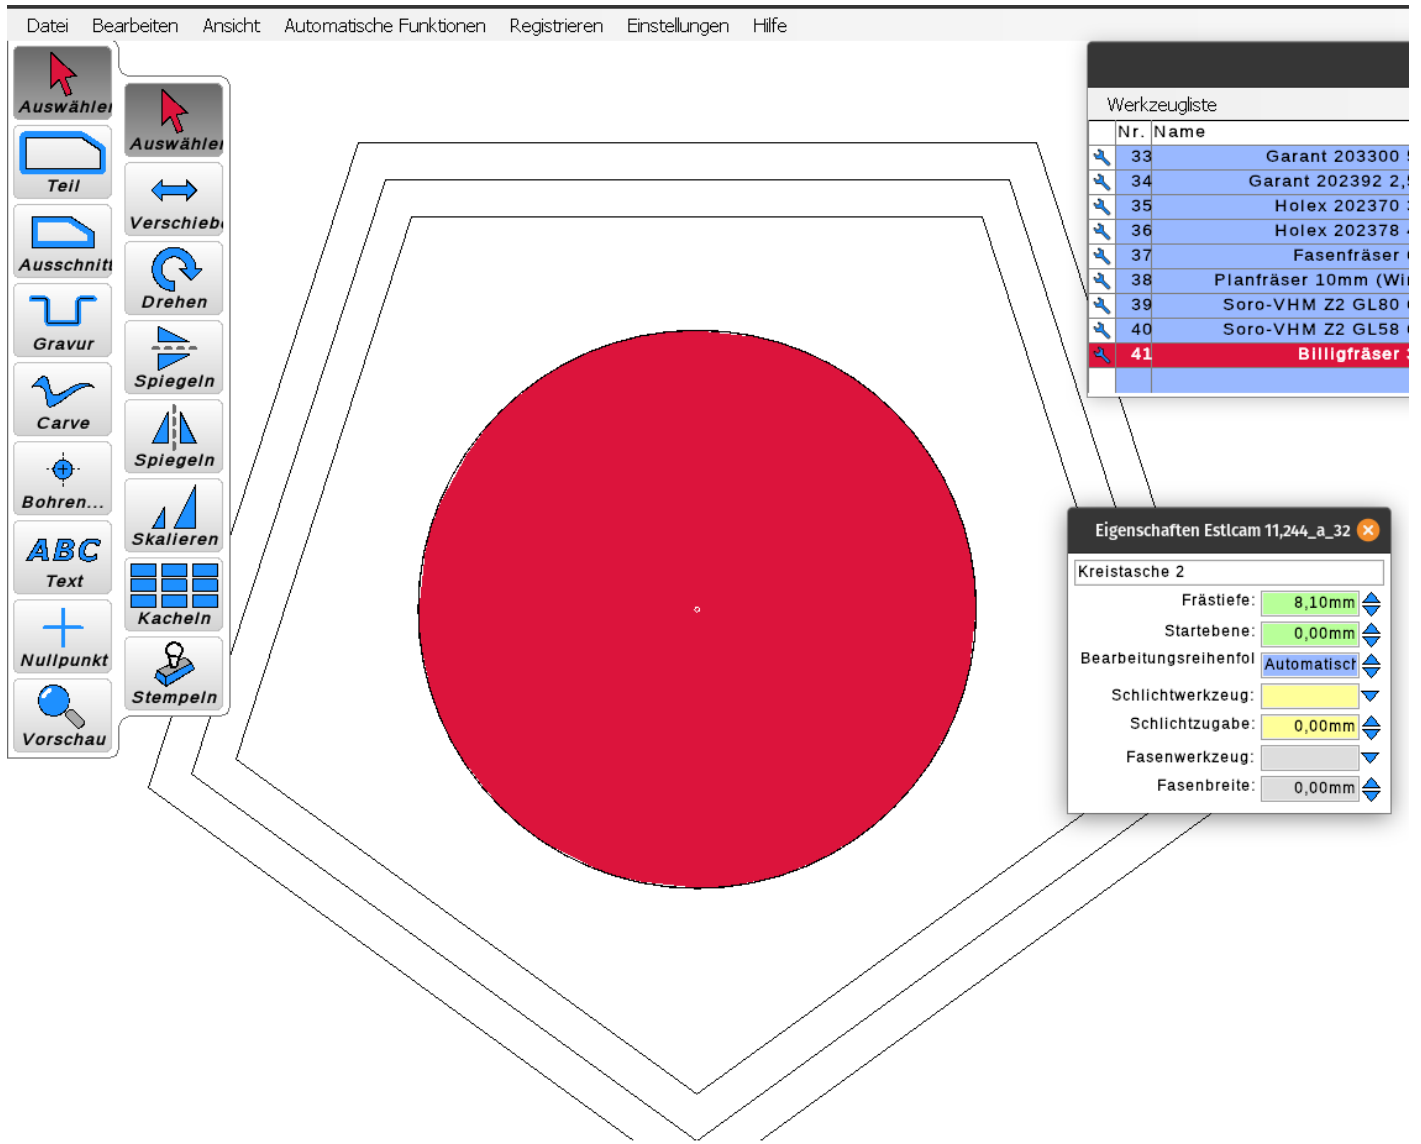 Datei Bearbeiten Ansicht Automatische Funktionen Registrieren Einstellungen Hilfe
Auswähle
Teil
Ausschnitt
Gravur
Carve
Bohren...
ABC
Text
Nullpunkt
Vorschau
Auswähle
Verschieb
Drehen
Spiegeln
Spiegeln
Skalieren
Kacheln
Stempeln
Werkzeugliste
Nr. Name
33 Garant 203300
34 Garant 202392 2,
35 Holex 202370
36 Holex 202378
37 Fasenfräser
38 Planfräser 10mm (Wi
39 Soro-VHM Z2 GL80
40 Soro-VHM Z2 GL58
41 Billigfräser
Eigenschaften Estlcam 11,244_a_32
Kreistasche 2
Frästiefe: 8,10mm
Startebene: 0,00mm
Bearbeitungsreihenfol Automatisch
Schlichtwerkzeug:
Schlichtzugabe: 0,00mm
Fasenwerkzeug:
Fasenbreite: 0,00mm